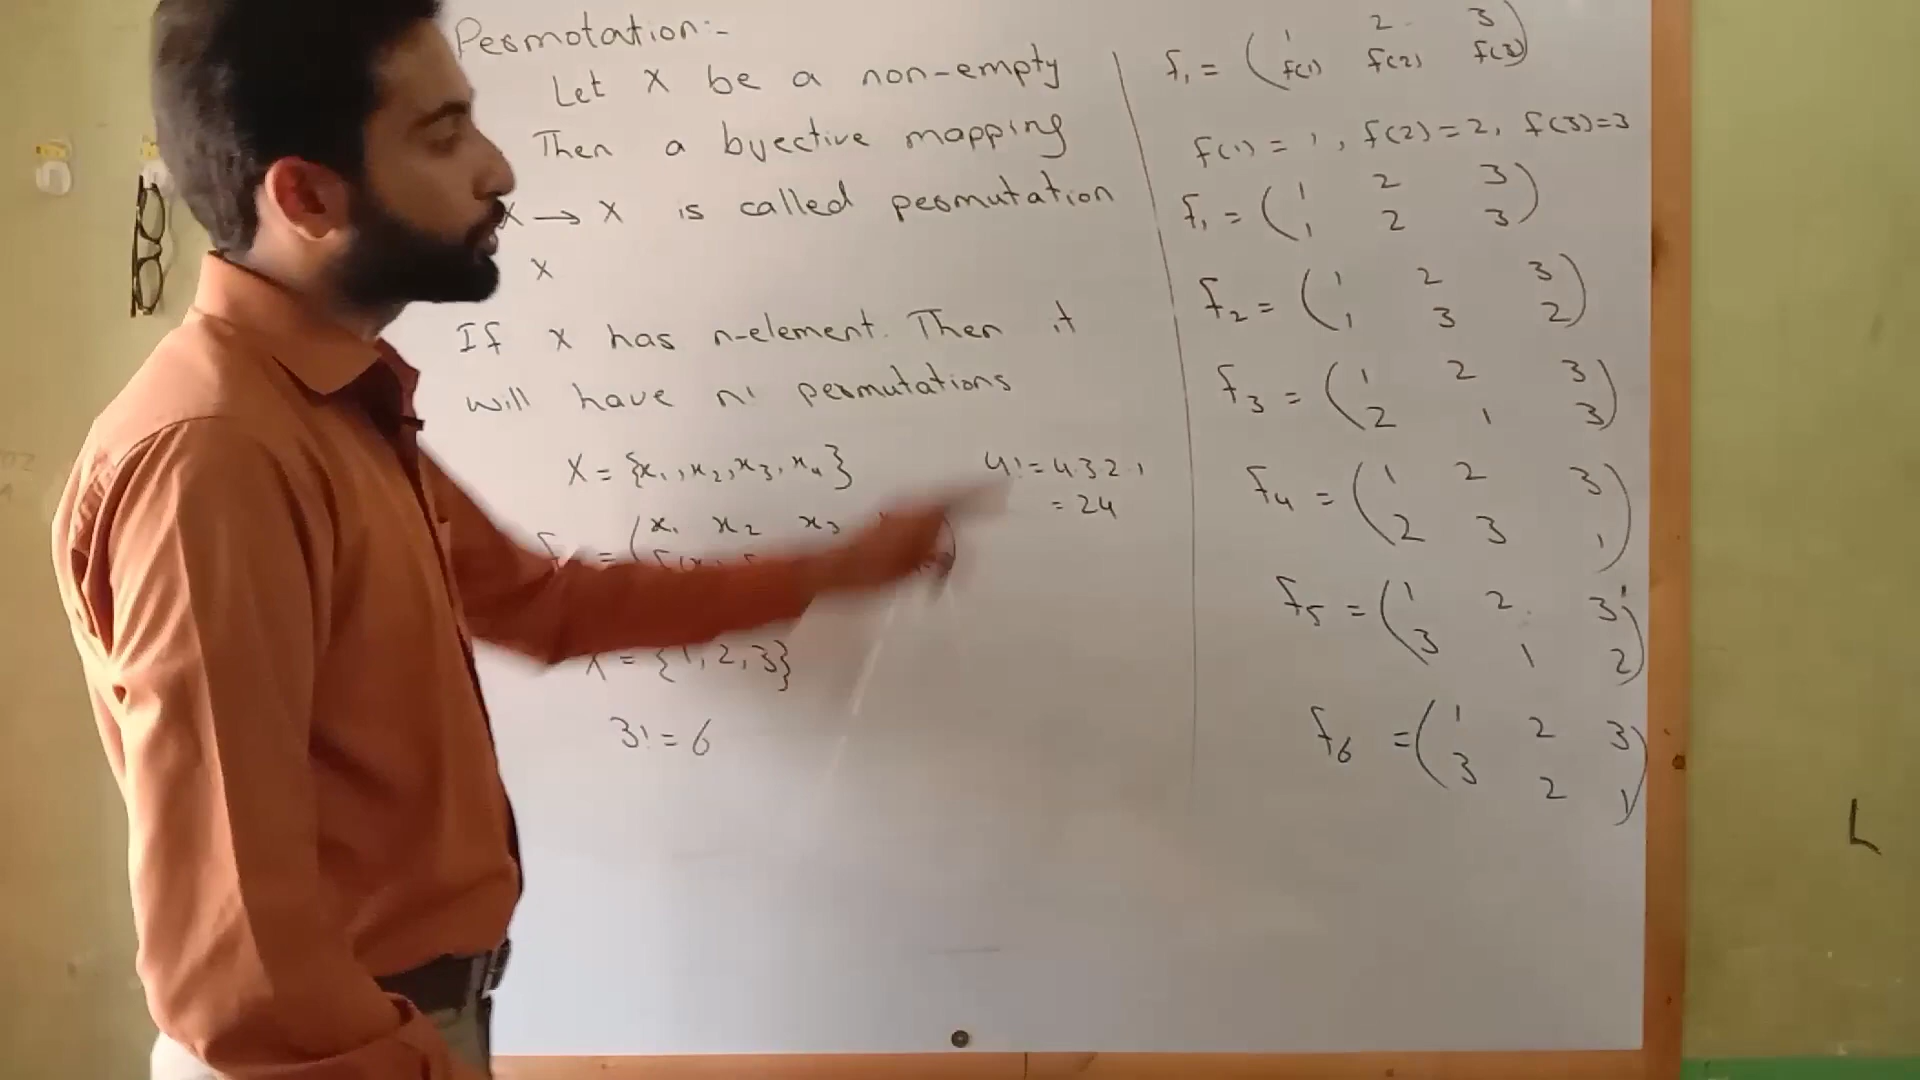 Permotation:-
Let X be a non-empty
Then a byective mapping
X → X is called permutation
X
If X has n-element. Then it
will have n! permutations
X = {x₁, x₂, x₃, x₄}
4! = 4.3.2.1
= 24
= ( x₁ x₂ x₃
X = {1, 2, 3}
3! = 6
f₁ = ( 1 2 3 )
f(1) f(2) f(3)
f(1) = 1, f(2) = 2, f(3) = 3
f₁ = ( 1 2 3 )
1 2 3
f₂ = ( 1 2 3 )
1 3 2
f₃ = ( 1 2 3 )
2 1 3
f₄ = ( 1 2 3 )
2 3 1
f₅ = ( 1 2 3 )
3 1 2
f₆ = ( 1 2 3 )
3 2 1
L